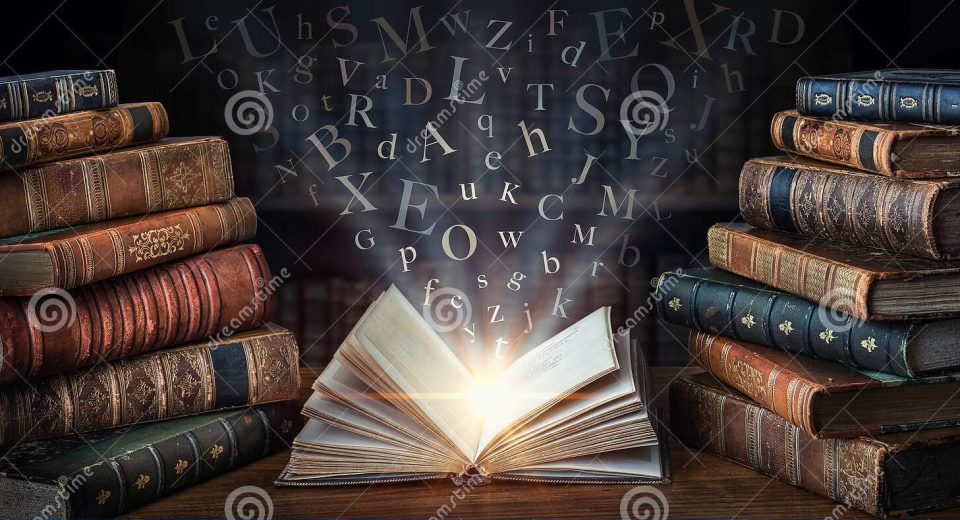 L e U h S M w z i F d E p X R D
o K g V a D L v T S Q i J h
t R B d A q h Y Z s u
N f X E u e k C J M L
G p O w b M r b
f c y s z g j k
t
dreamstime